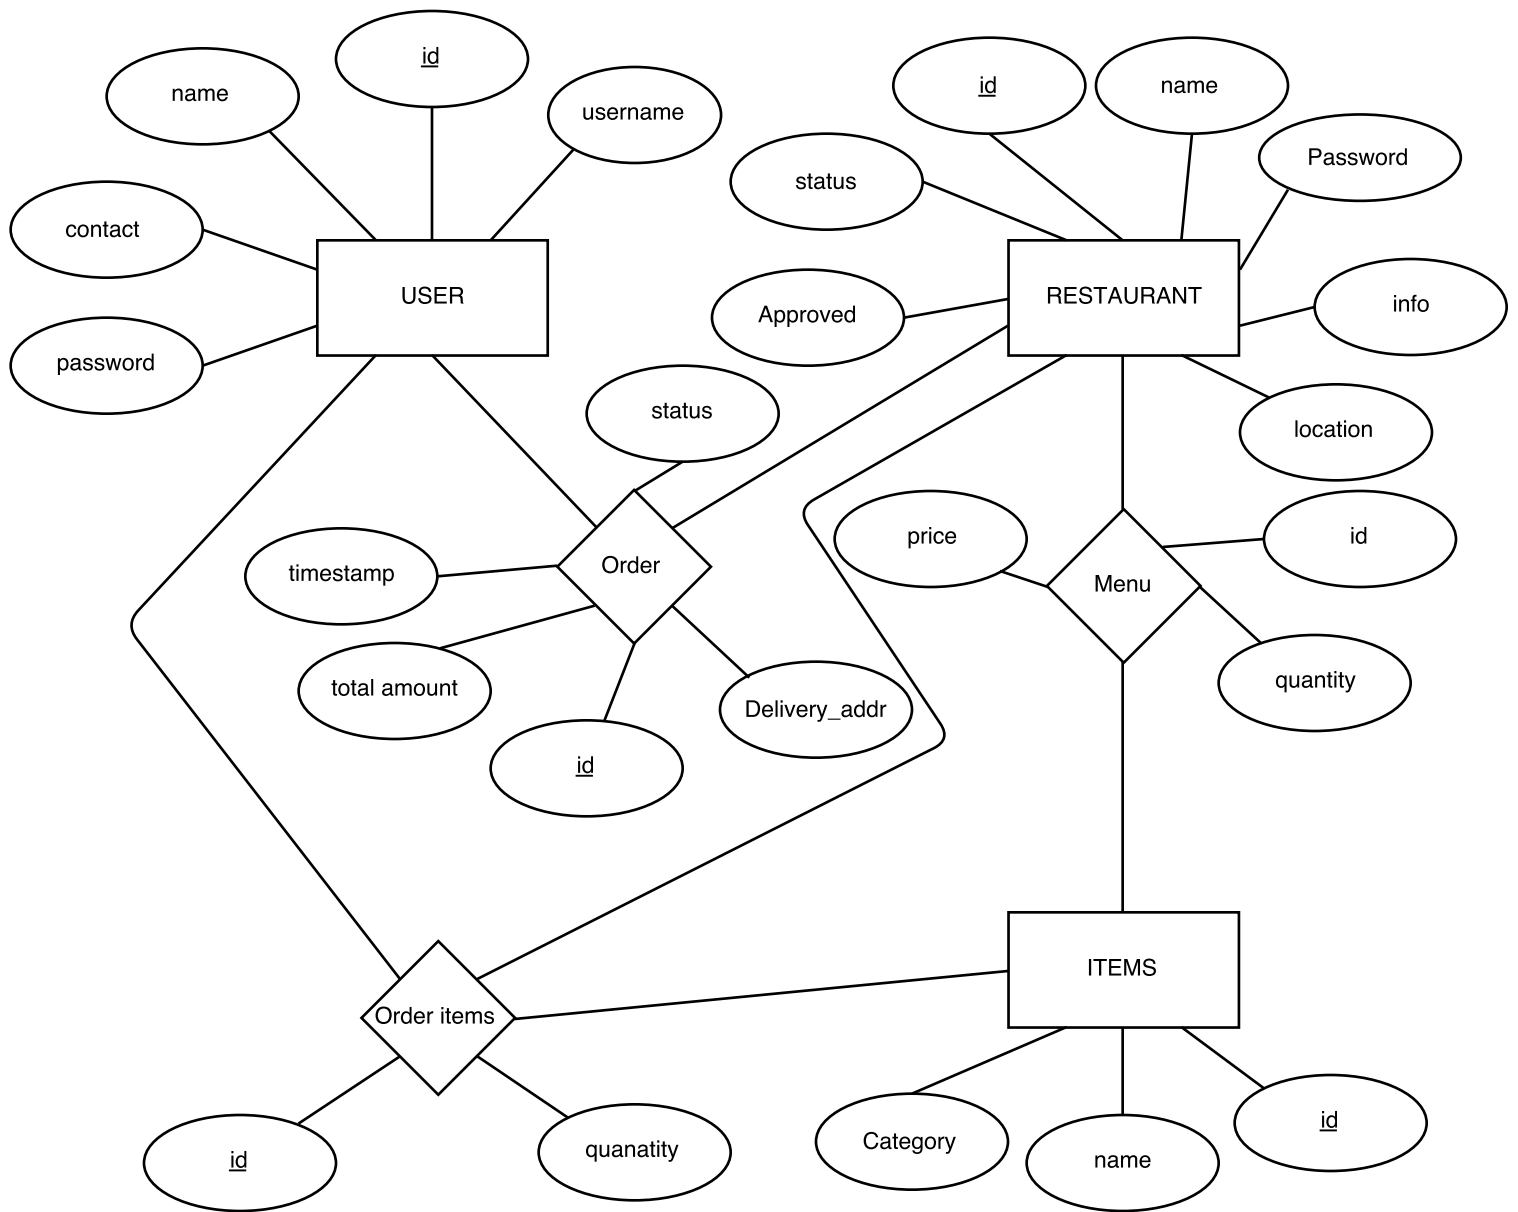 id
name
username
contact
password
USER
id
name
status
Password
Approved
RESTAURANT
info
location
status
timestamp
Order
total amount
id
Delivery_addr
price
Menu
id
quantity
Order items
id
quanatity
ITEMS
Category
name
id